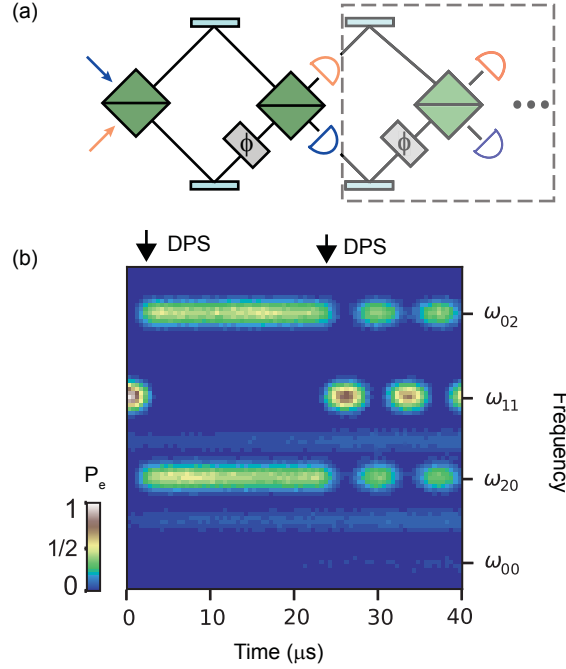 (a)
ϕ
ϕ
(b)
DPS
DPS
ω₀₂
ω₁₁
ω₂₀
ω₀₀
Frequency
Pₑ
1
1/2
0
0
10
20
30
40
Time (μs)